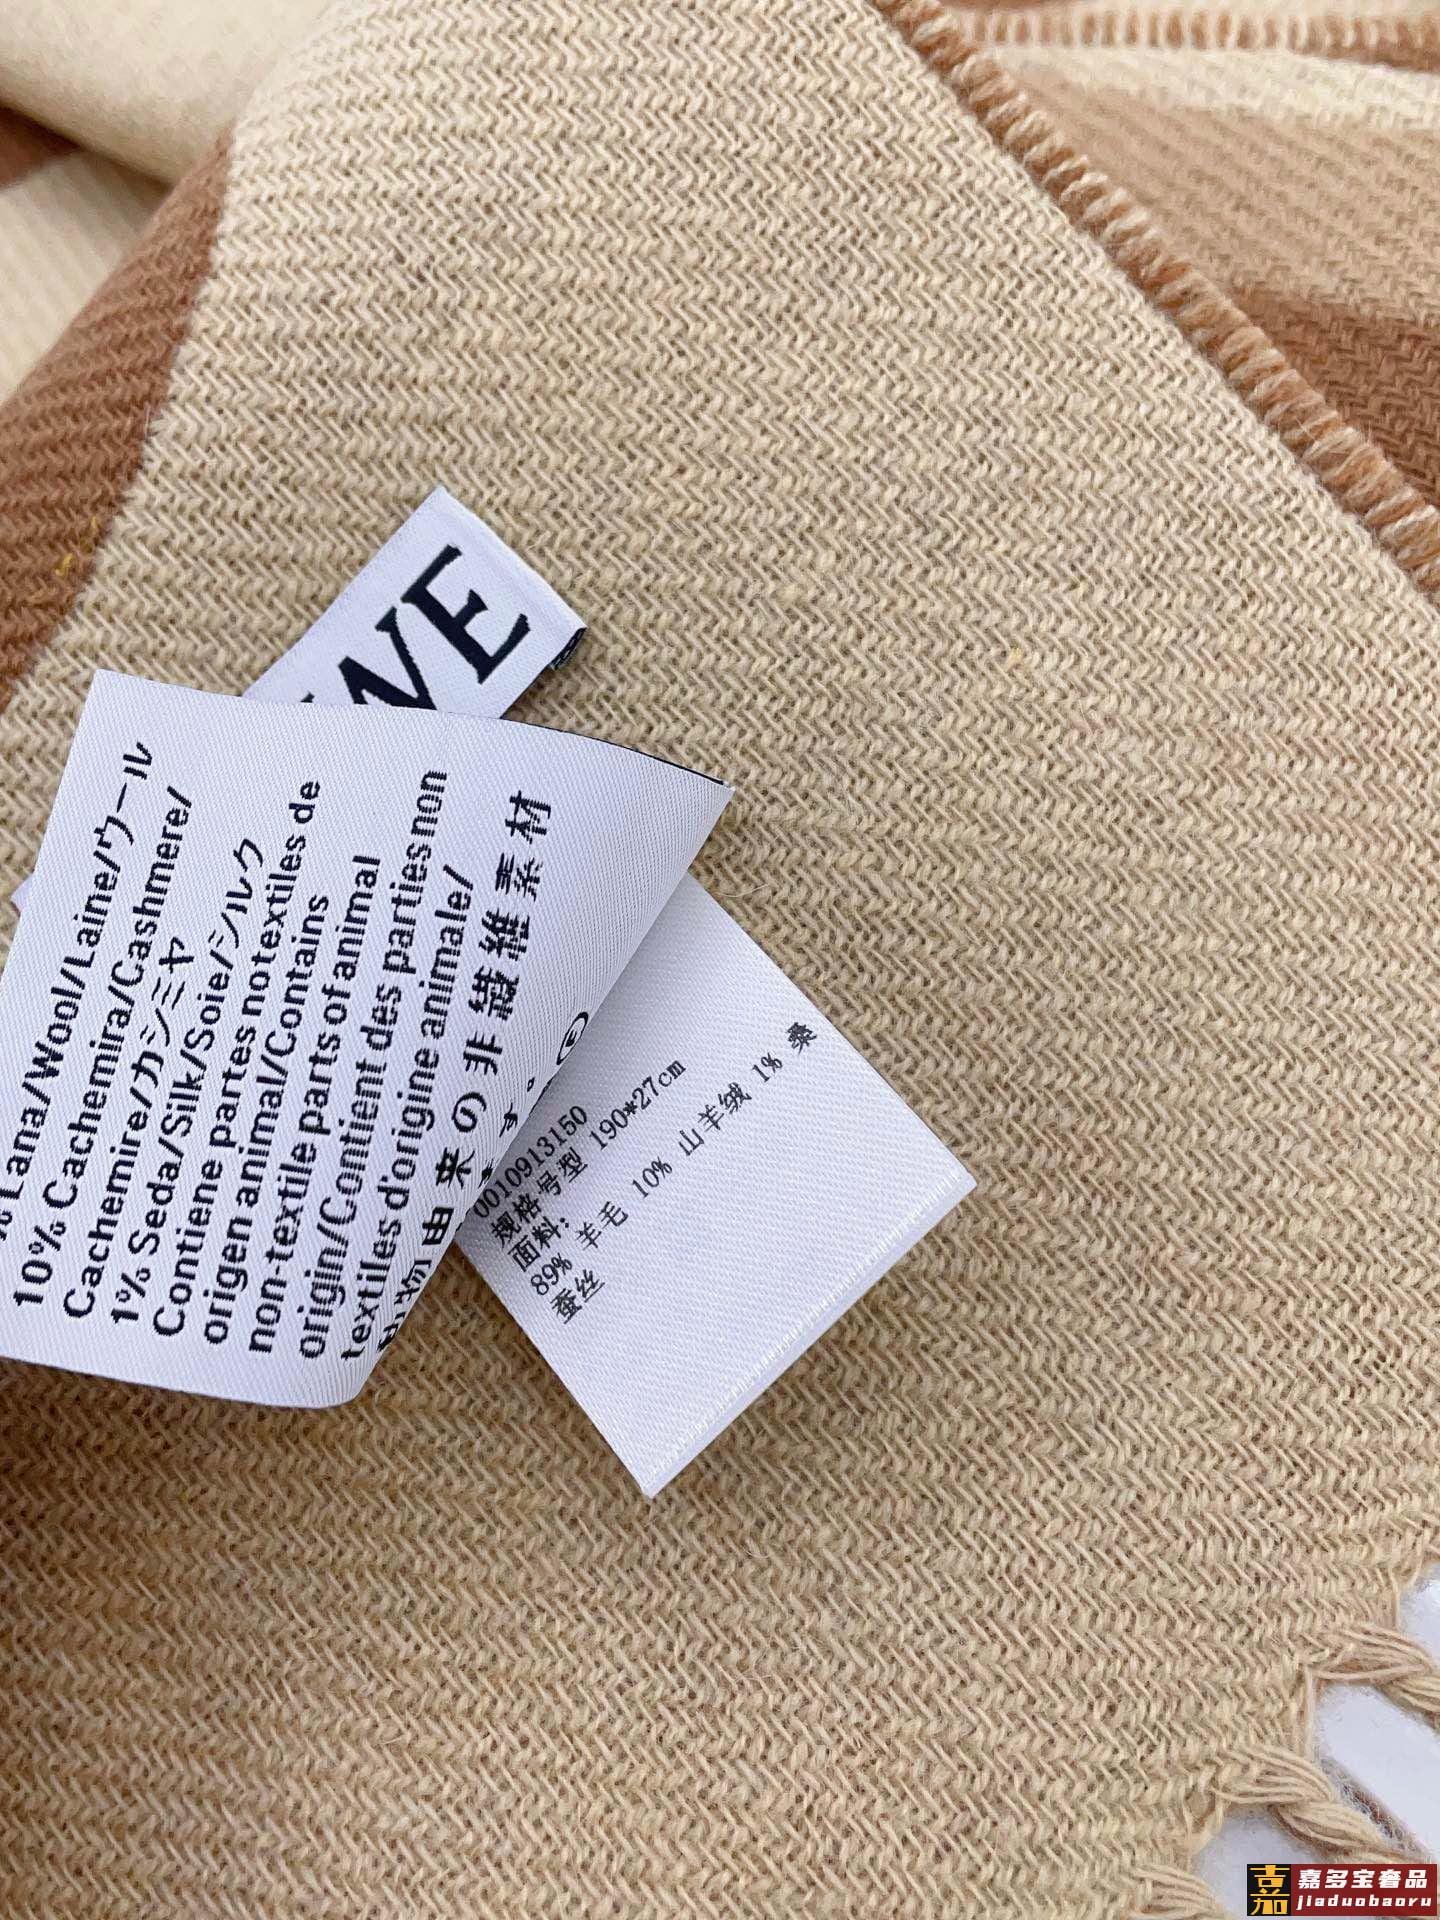 WE
% Lana/Wool/Laine/ウール
10% Cachemira/Cashmere/
Cachemire/カシミヤ
1% Seda/Silk/Soie/シルク
Contiene partes no textiles de
origen animal/Contains
non-textile parts of animal
origin/Contient des parties non
textiles d'origine animale/
由来の非繊維素材
0010913150
规格号型 190*27cm
面料:
89% 羊毛 10% 山羊绒 1% 桑
蚕丝
嘉多宝奢品
jiaduobaoru